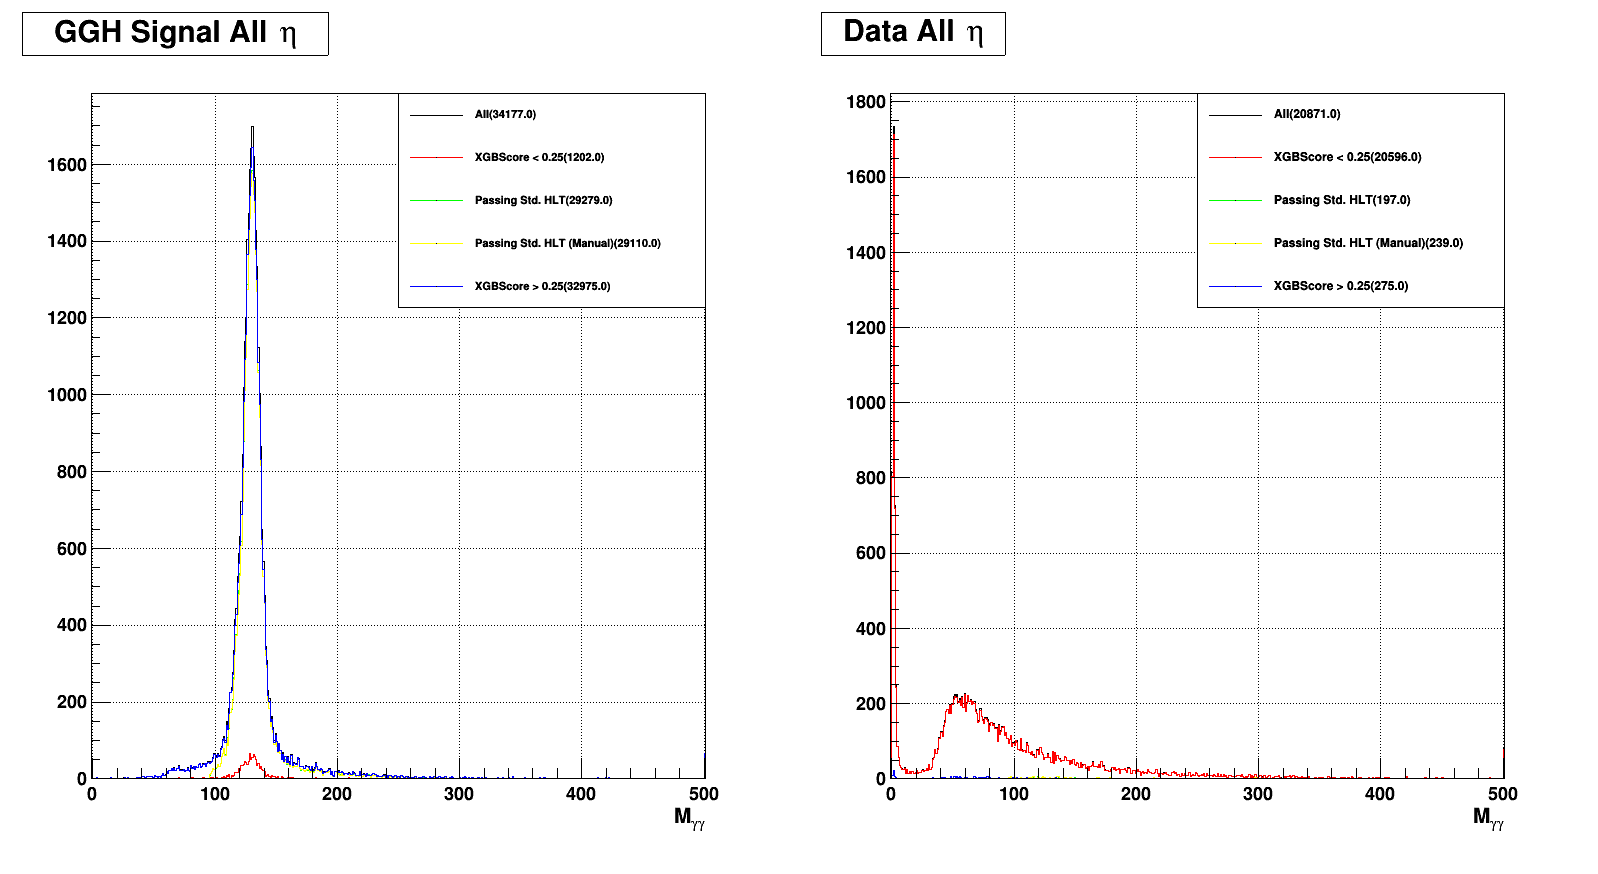 GGH Signal All η
All(34177.0)
XGBScore < 0.25(1202.0)
Passing Std. HLT(29279.0)
Passing Std. HLT (Manual)(29110.0)
XGBScore > 0.25(32975.0)
1600
1400
1200
1000
800
600
400
200
0
0 100 200 300 400 500
Mγγ
Data All η
All(20871.0)
XGBScore < 0.25(20596.0)
Passing Std. HLT(197.0)
Passing Std. HLT (Manual)(239.0)
XGBScore > 0.25(275.0)
1800
1600
1400
1200
1000
800
600
400
200
0
0 100 200 300 400 500
Mγγ